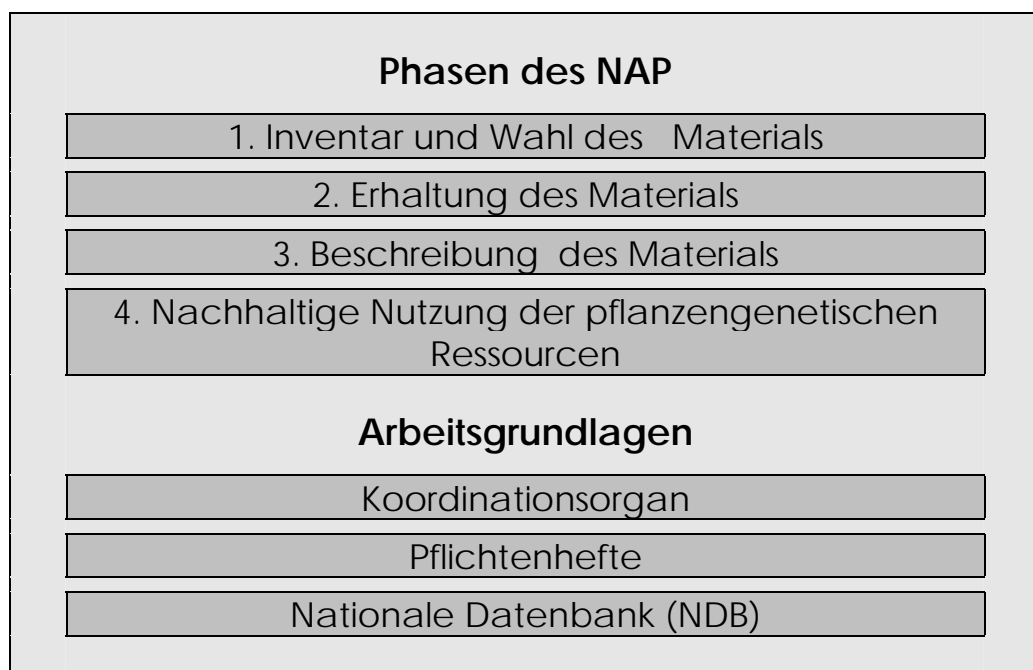 Phasen des NAP
1. Inventar und Wahl des Materials
2. Erhaltung des Materials
3. Beschreibung des Materials
4. Nachhaltige Nutzung der pflanzengenetischen
Ressourcen
Arbeitsgrundlagen
Koordinationsorgan
Pflichtenhefte
Nationale Datenbank (NDB)